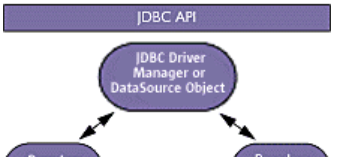 JDBC API
JDBC Driver
Manager or
DataSource Object